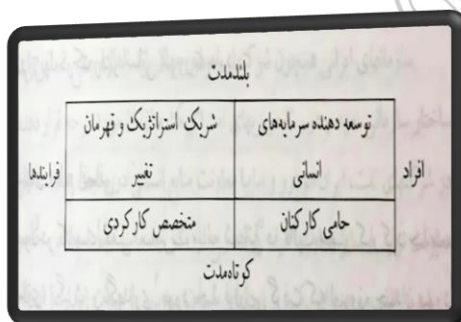 بلندمدت
توسعه دهنده سرمایه‌های شریک استراتژیک و قهرمان
افراد انسانی تغییر فرایندها
حامی کارکنان متخصص کارکردی
کوتاه‌مدت